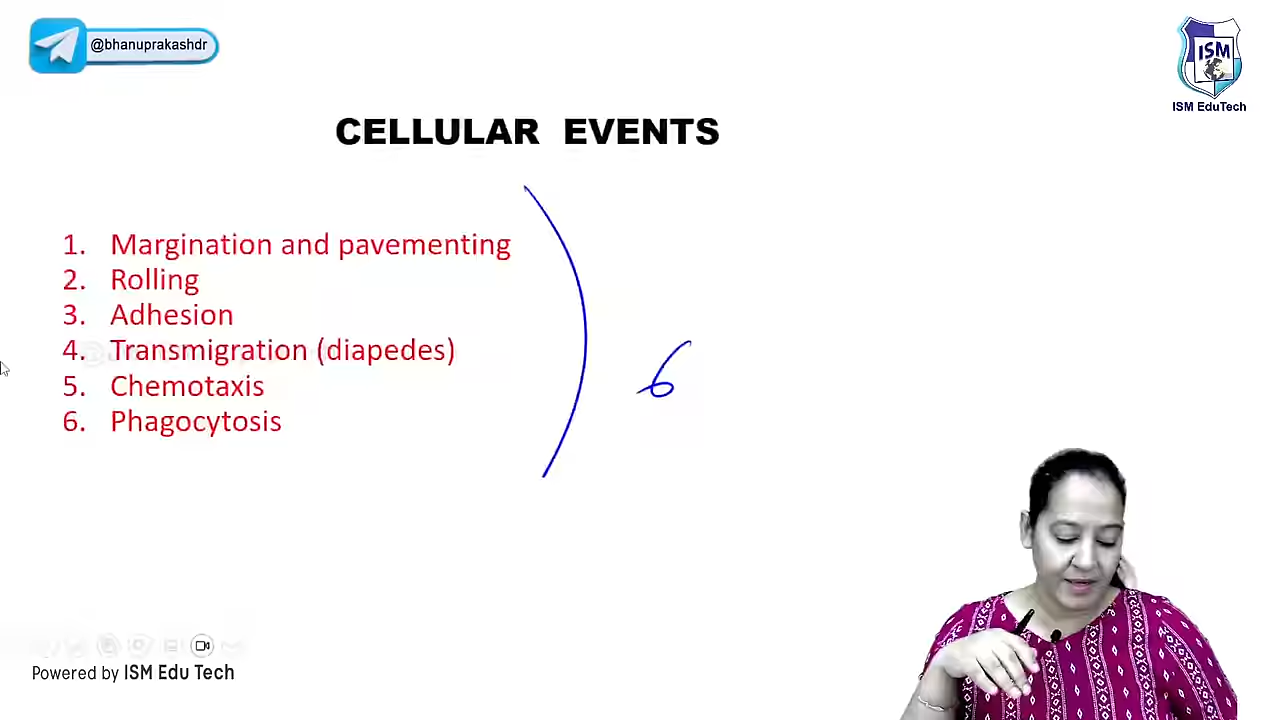 @bhanuprakashdr
ISM
ISM EduTech
CELLULAR EVENTS
1. Margination and pavementing
2. Rolling
3. Adhesion
4. Transmigration (diapedes)
5. Chemotaxis
6. Phagocytosis
6
Powered by ISM Edu Tech